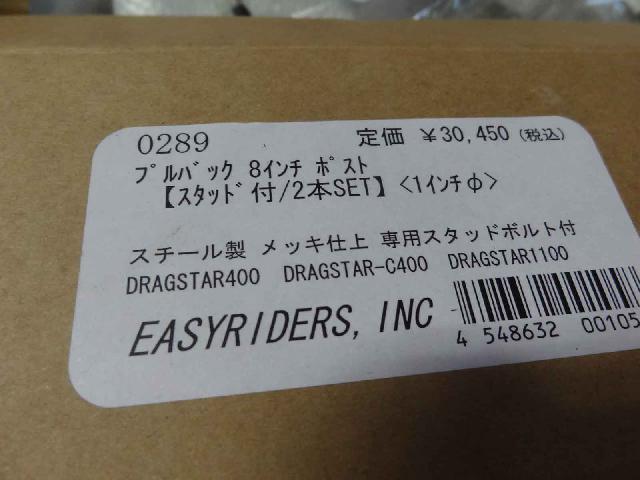 0289 定価 ¥30,450(税込)
ﾌﾟﾙﾊﾞｯｸ 8ｲﾝﾁ ﾎﾟｽﾄ
【ｽﾀｯﾄﾞ付/2本SET】<1ｲﾝﾁφ>
スチール製 メッキ仕上 専用スタッドボルト付
DRAGSTAR400 DRAGSTAR-C400 DRAGSTAR1100
EASYRIDERS, INC
4 548632 00105